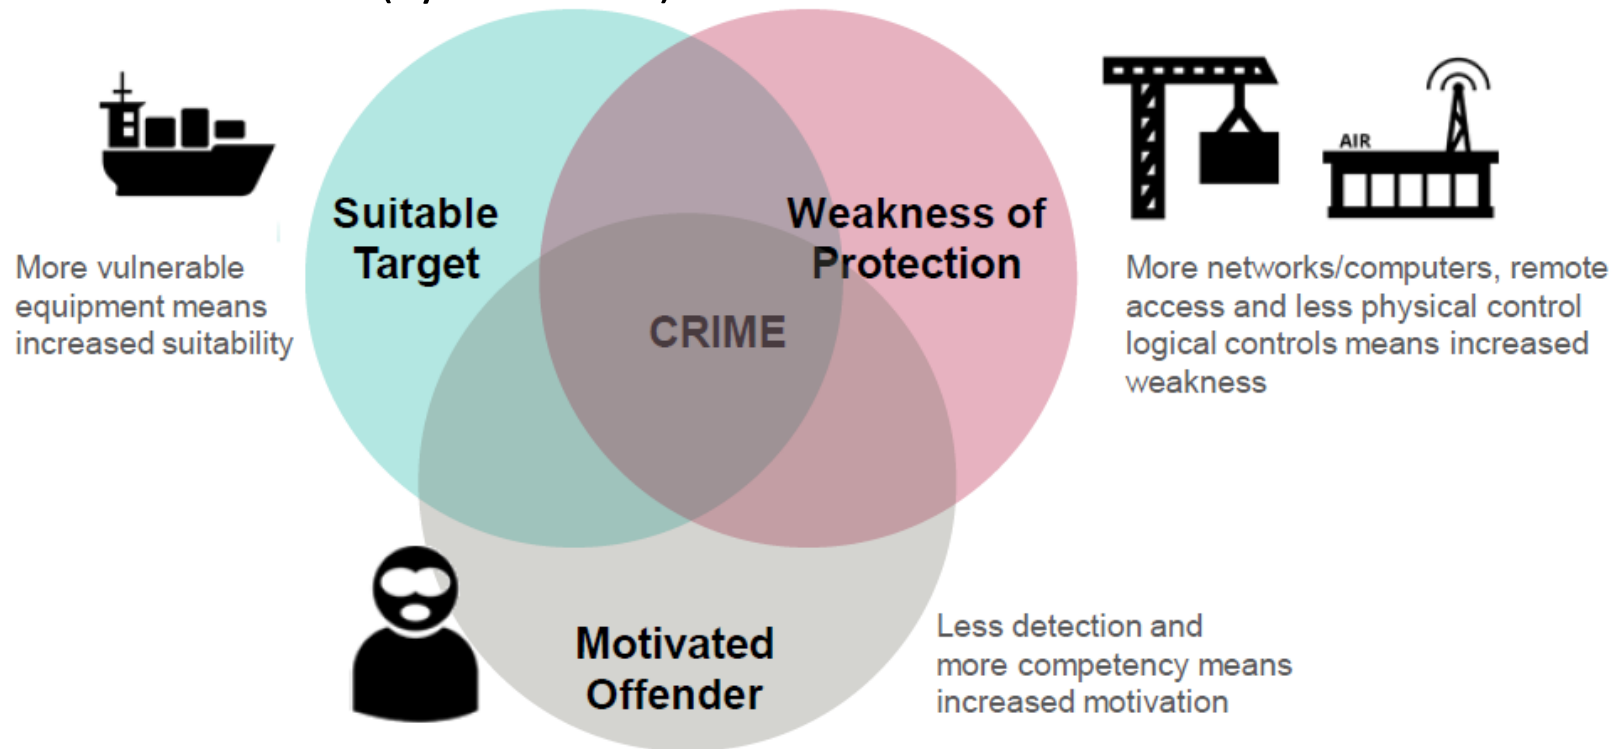 AIR
Suitable
Target
Weakness of
Protection
More vulnerable
equipment means
increased suitability
More networks/computers, remote
access and less physical control
logical controls means increased
weakness
CRIME
Motivated
Offender
Less detection and
more competency means
increased motivation